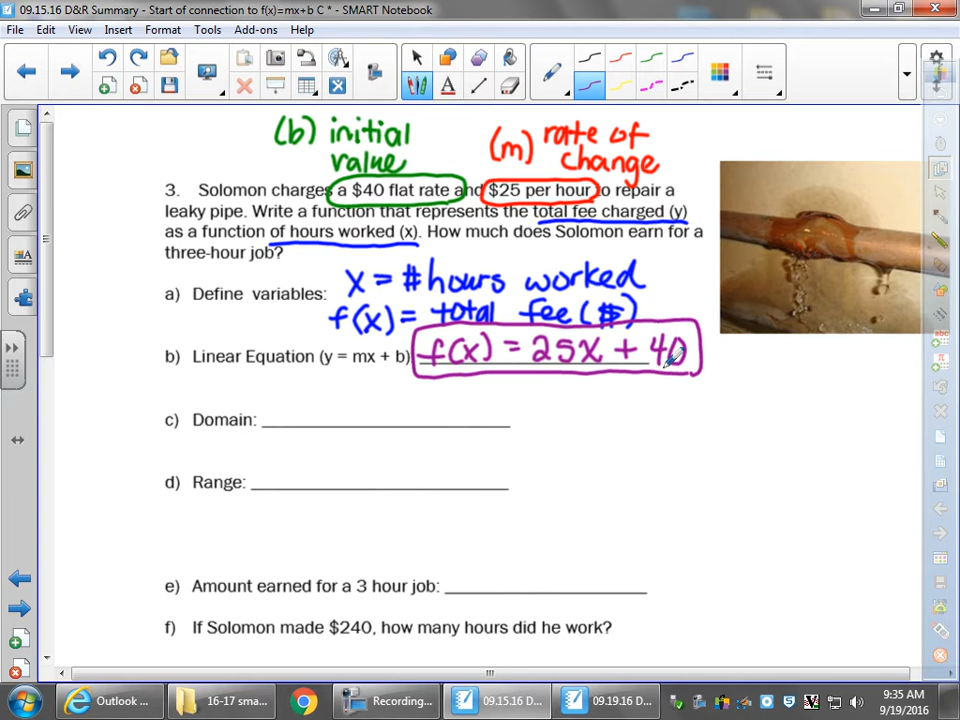 09.15.16 D&R Summary - Start of connection to f(x)=mx+b C * - SMART Notebook
File Edit View Insert Format Tools Add-ons Help
(b) initial value
(m) rate of change
3. Solomon charges a $40 flat rate and $25 per hour to repair a
leaky pipe. Write a function that represents the total fee charged (y)
as a function of hours worked (x). How much does Solomon earn for a
three-hour job?
x = # hours worked
a) Define variables:
f(x) = total fee ($)
b) Linear Equation (y = mx + b) f(x) = 25x + 40
c) Domain:
d) Range:
e) Amount earned for a 3 hour job:
f) If Solomon made $240, how many hours did he work?
Outlook ... 16-17 sma... Recording... 09.15.16 D... 09.19.16 D...
9:35 AM
9/19/2016